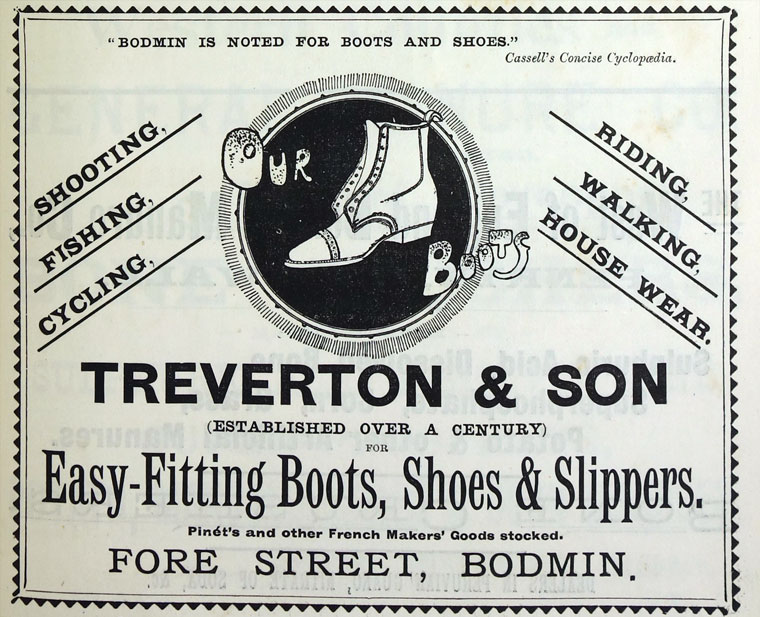 "BODMIN IS NOTED FOR BOOTS AND SHOES."
Cassell's Concise Cyclopædia.
SHOOTING,
FISHING,
CYCLING,
OUR
BOOTS
RIDING,
WALKING,
HOUSE WEAR.
TREVERTON & SON
(ESTABLISHED OVER A CENTURY)
FOR
Easy-Fitting Boots, Shoes & Slippers.
Pinét's and other French Makers' Goods stocked.
FORE STREET, BODMIN.